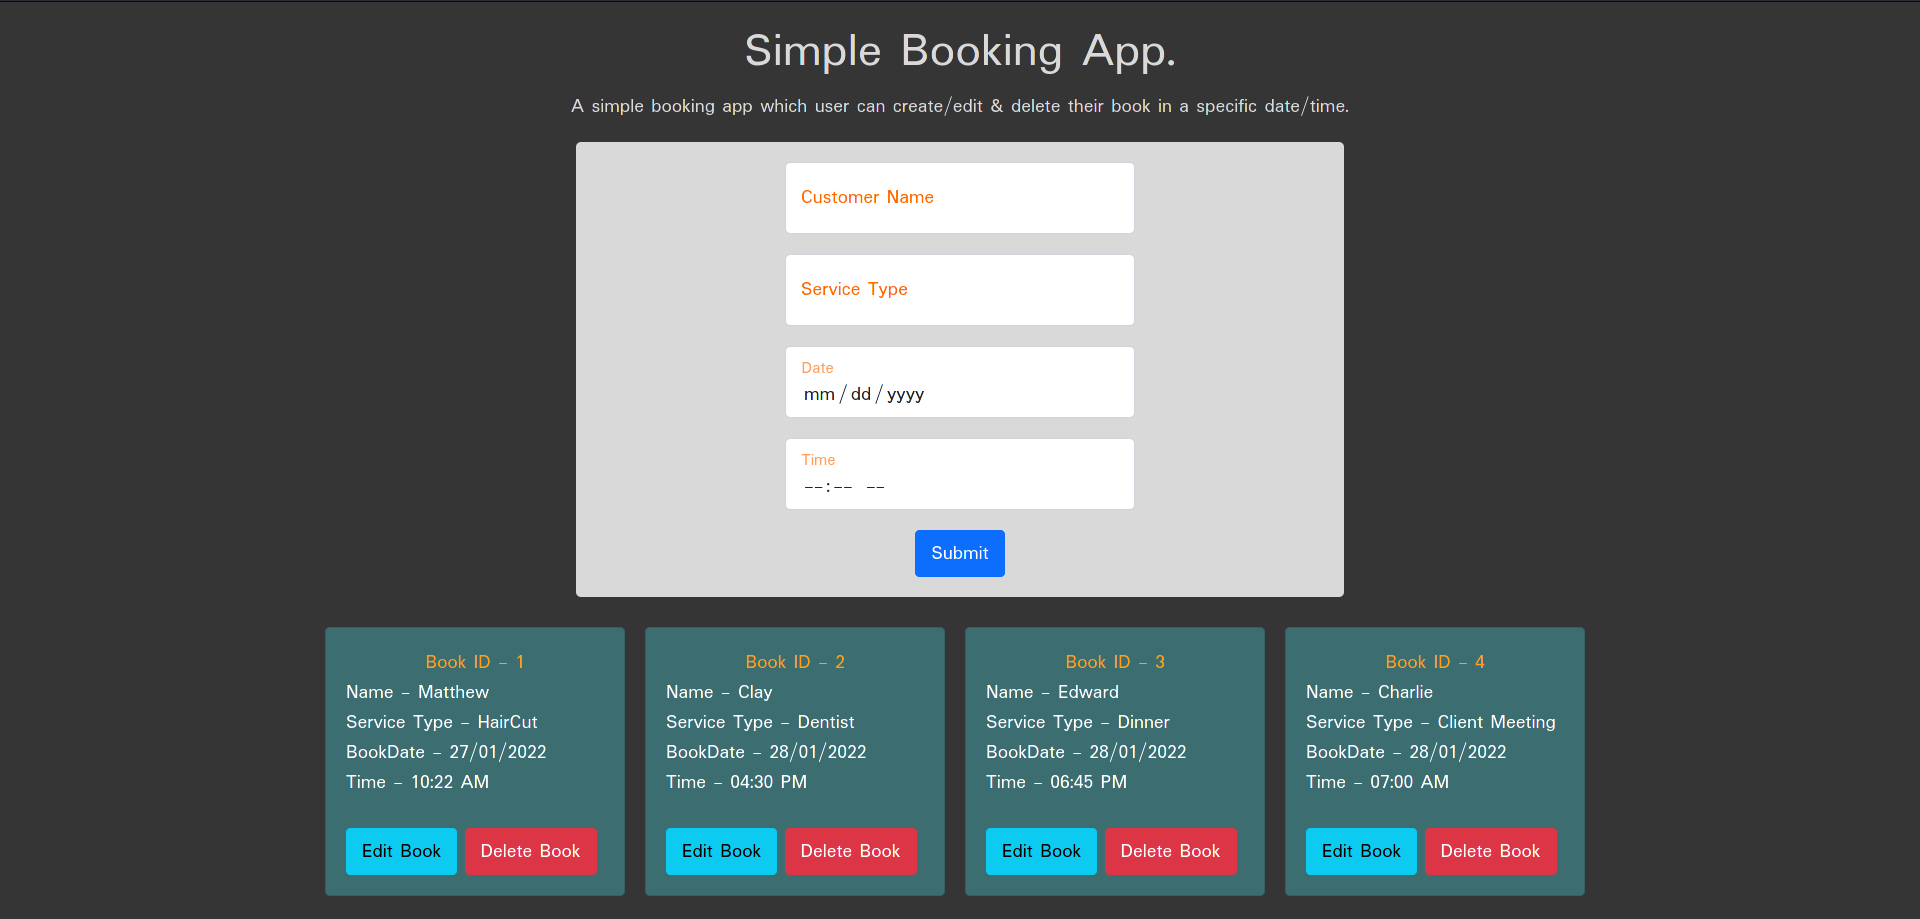 Simple Booking App.
A simple booking app which user can create/edit & delete their book in a specific date/time.
Customer Name
Service Type
Date
mm/dd/yyyy
Time
--:-- --
Submit
Book ID - 1
Name - Matthew
Service Type - HairCut
BookDate - 27/01/2022
Time - 10:22 AM
Edit Book
Delete Book
Book ID - 2
Name - Clay
Service Type - Dentist
BookDate - 28/01/2022
Time - 04:30 PM
Edit Book
Delete Book
Book ID - 3
Name - Edward
Service Type - Dinner
BookDate - 28/01/2022
Time - 06:45 PM
Edit Book
Delete Book
Book ID - 4
Name - Charlie
Service Type - Client Meeting
BookDate - 28/01/2022
Time - 07:00 AM
Edit Book
Delete Book